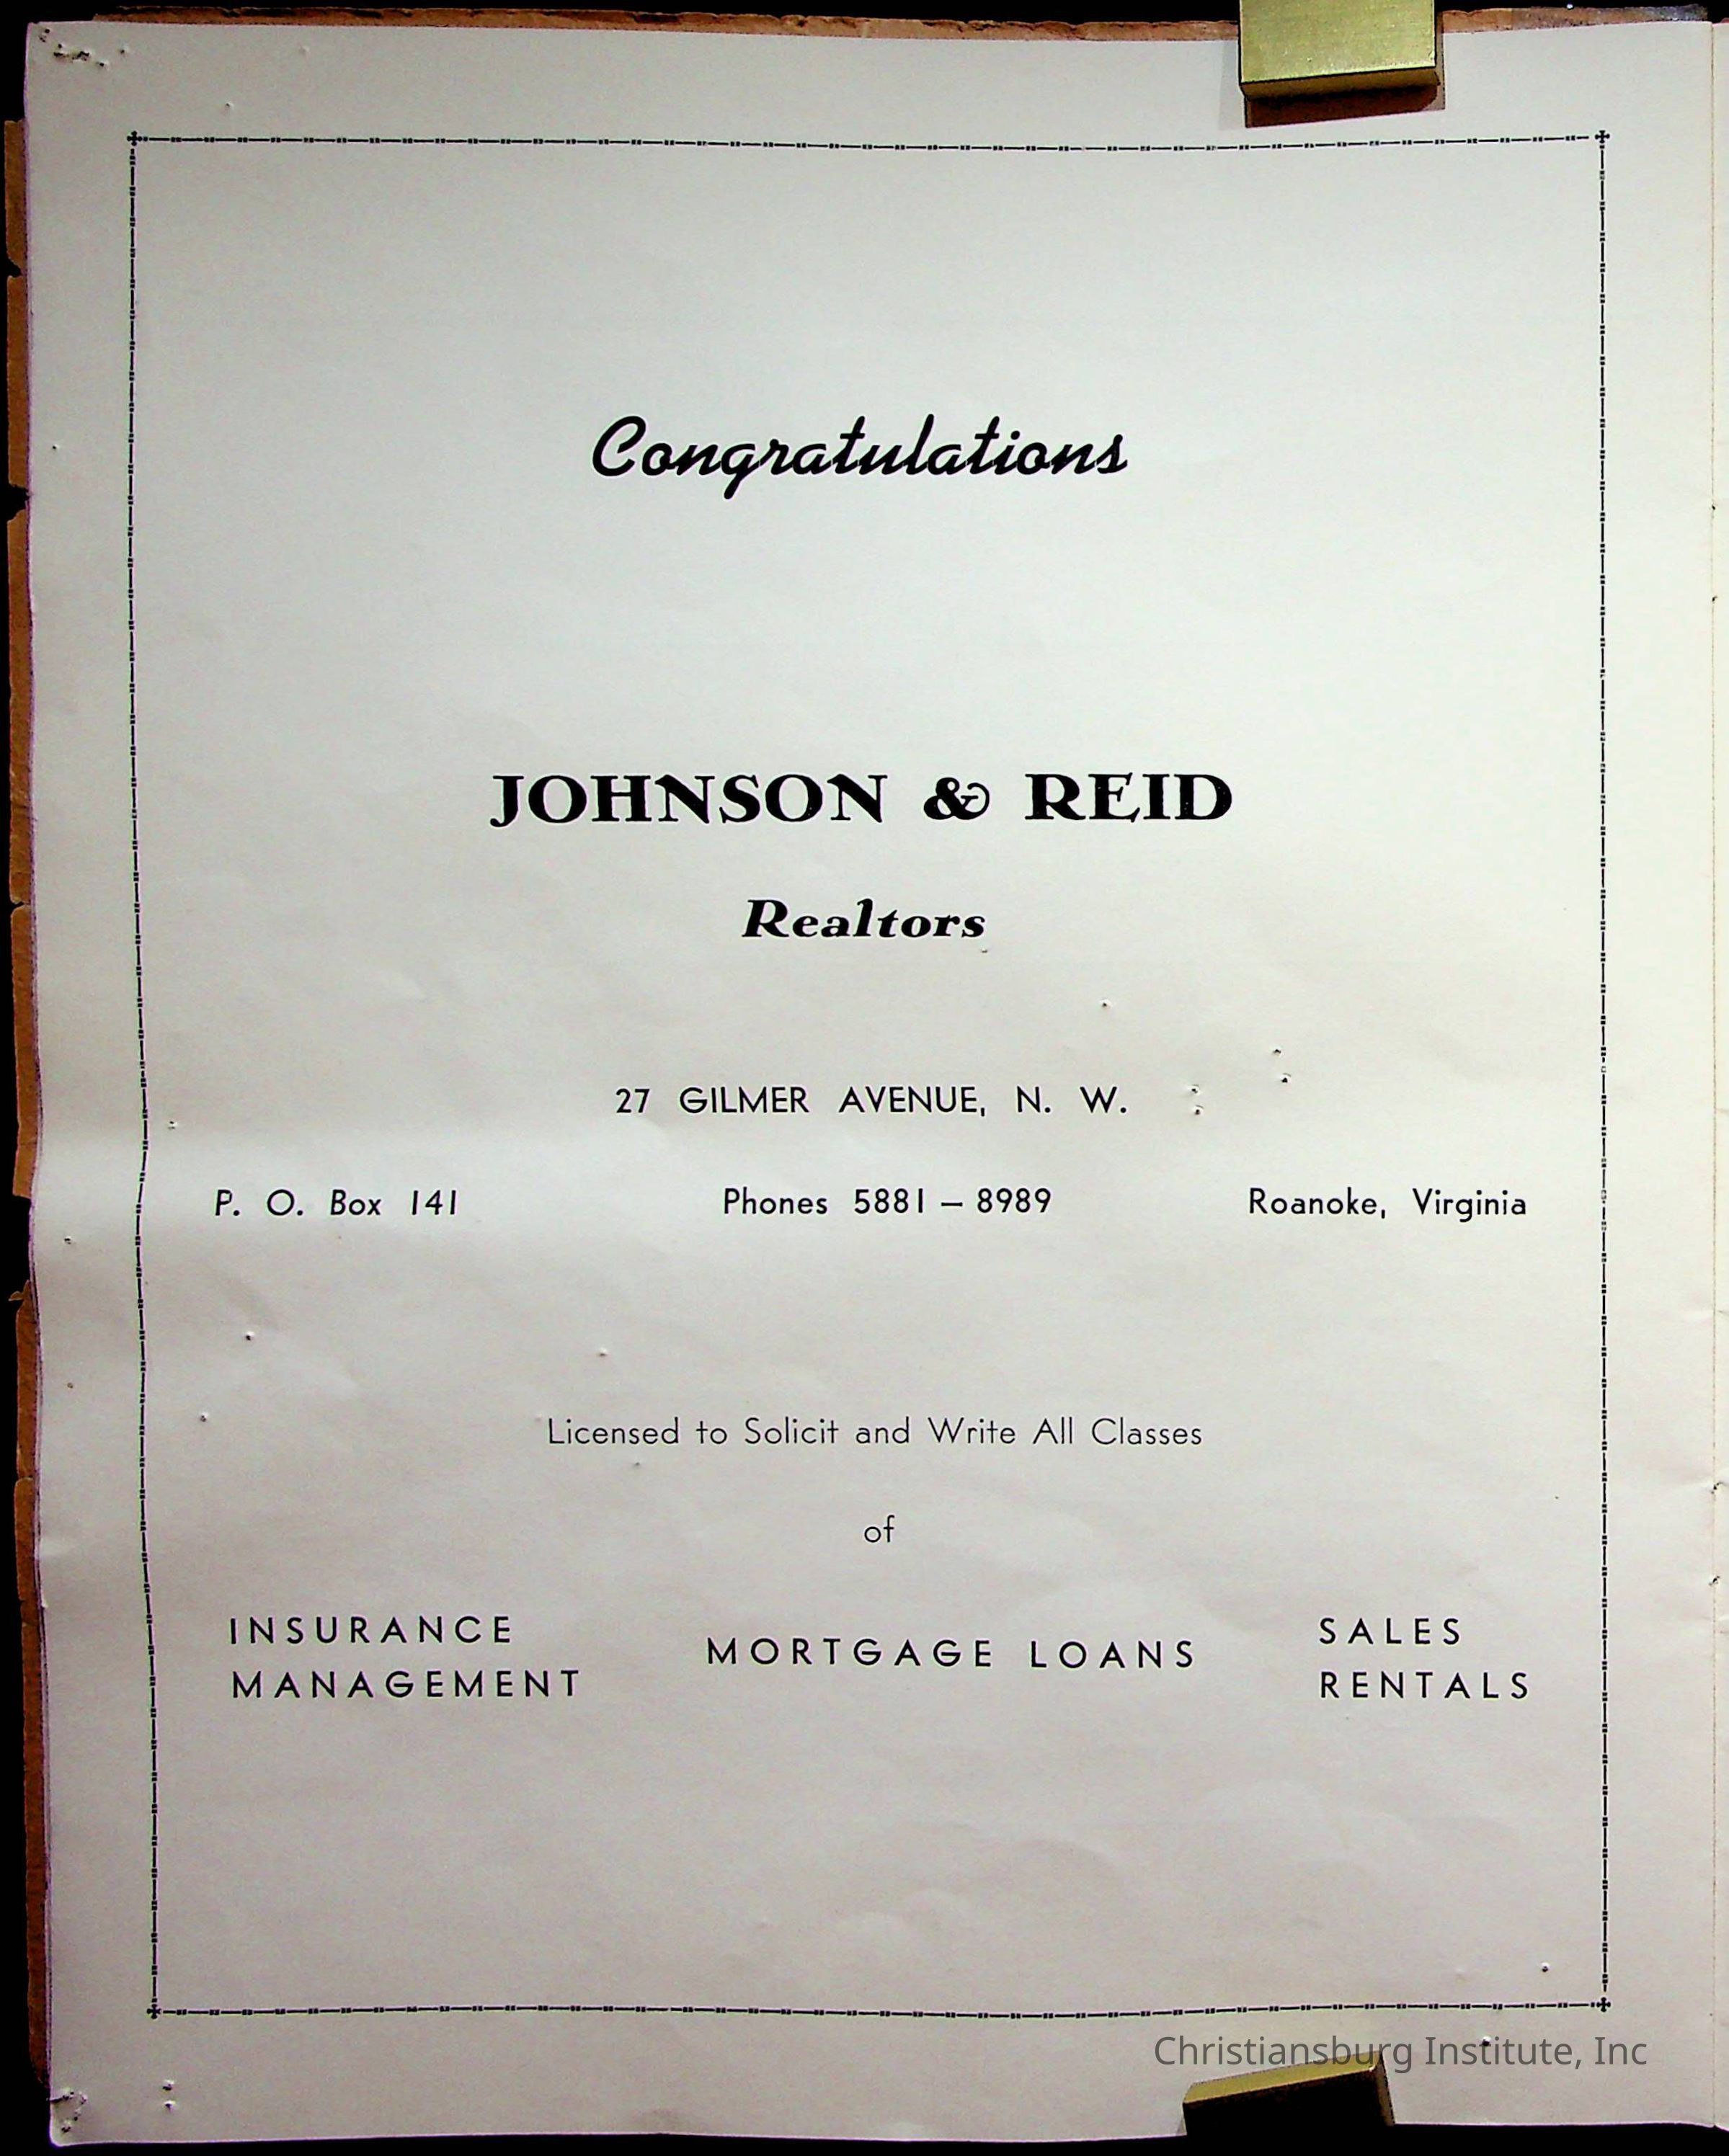 Congratulations
JOHNSON & REID
Realtors
27 GILMER AVENUE, N. W.
P. O. Box 141 Phones 5881 – 8989 Roanoke, Virginia
Licensed to Solicit and Write All Classes
of
INSURANCE MORTGAGE LOANS SALES
MANAGEMENT RENTALS
Christiansburg Institute, Inc